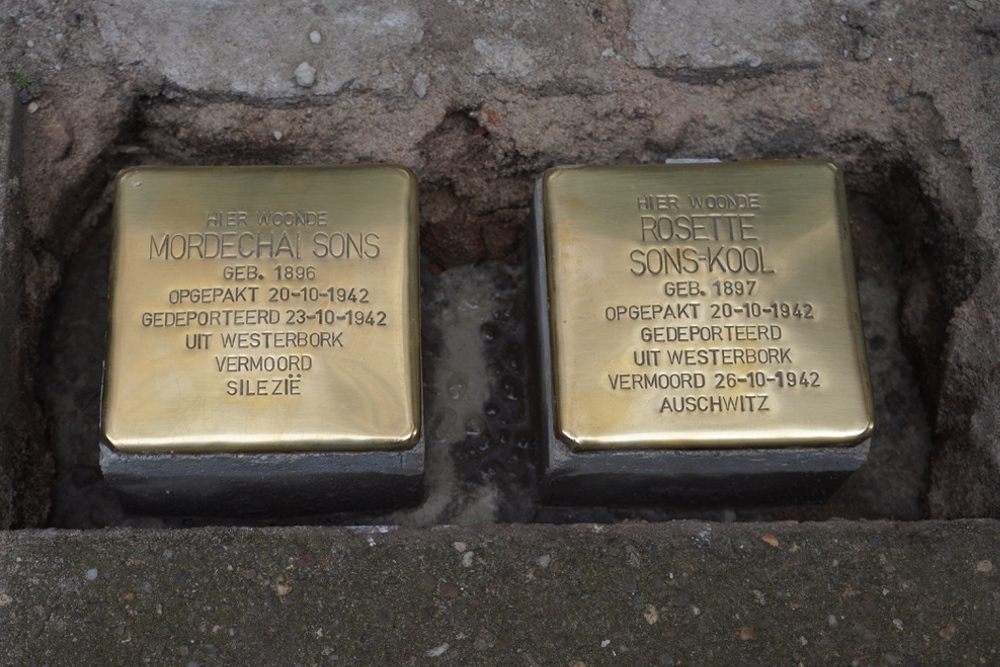 HIER WOONDE
MORDECHAI SONS
GEB. 1896
OPGEPAKT 20-10-1942
GEDEPORTEERD 23-10-1942
UIT WESTERBORK
VERMOORD
SILEZIË
HIER WOONDE
ROSETTE
SONS-KOOL
GEB. 1897
OPGEPAKT 20-10-1942
GEDEPORTEERD
UIT WESTERBORK
VERMOORD 26-10-1942
AUSCHWITZ